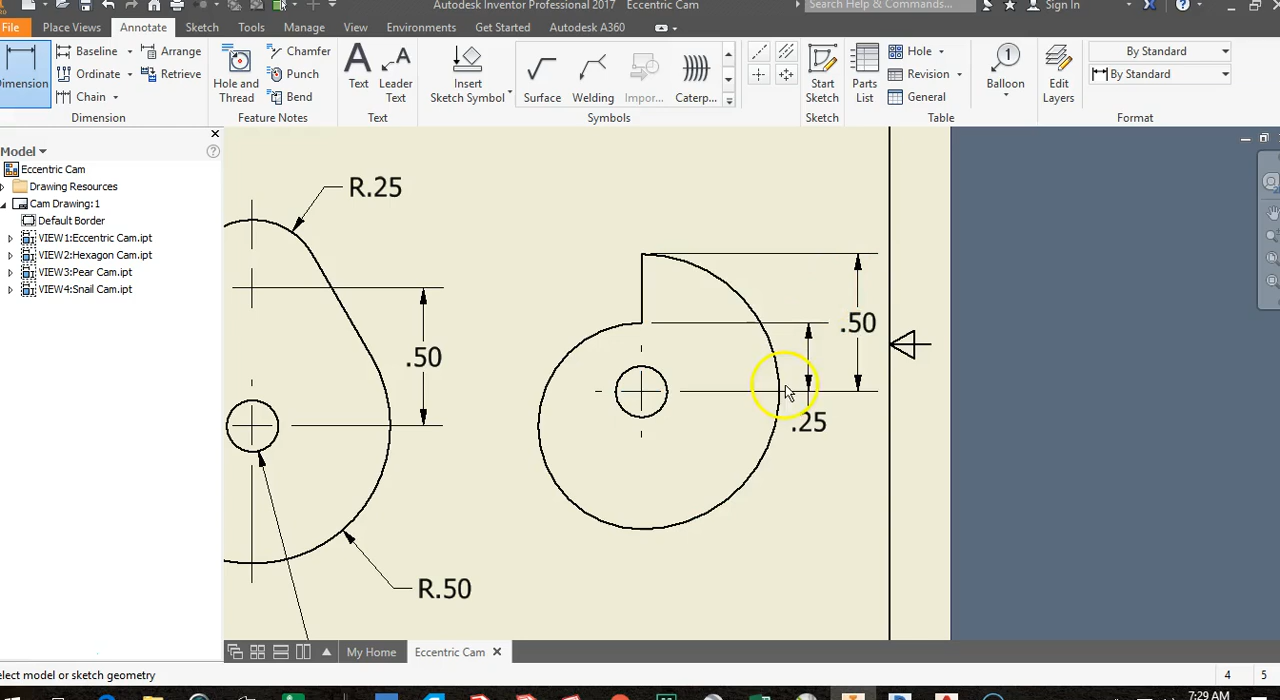 Autodesk Inventor Professional 2017 Eccentric Cam
Search Help & Commands...
Sign In
File Place Views Annotate Sketch Tools Manage View Environments Get Started Autodesk A360
Dimension
Baseline
Ordinate
Chain
Arrange
Retrieve
Dimension
Hole and
Thread
Chamfer
Punch
Bend
Feature Notes
Text
Leader
Text
Text
Insert
Sketch Symbol
Surface
Welding
Impor...
Caterp...
Symbols
Start
Sketch
Sketch
Parts
List
Hole
Revision
General
Table
Balloon
1
Edit
Layers
By Standard
By Standard
Format
Model
Eccentric Cam
Drawing Resources
Cam Drawing:1
Default Border
VIEW1:Eccentric Cam.ipt
VIEW2:Hexagon Cam.ipt
VIEW3:Pear Cam.ipt
VIEW4:Snail Cam.ipt
R.25
.50
R.50
.50
.25
My Home
Eccentric Cam
elect model or sketch geometry
4 5
7:29 AM